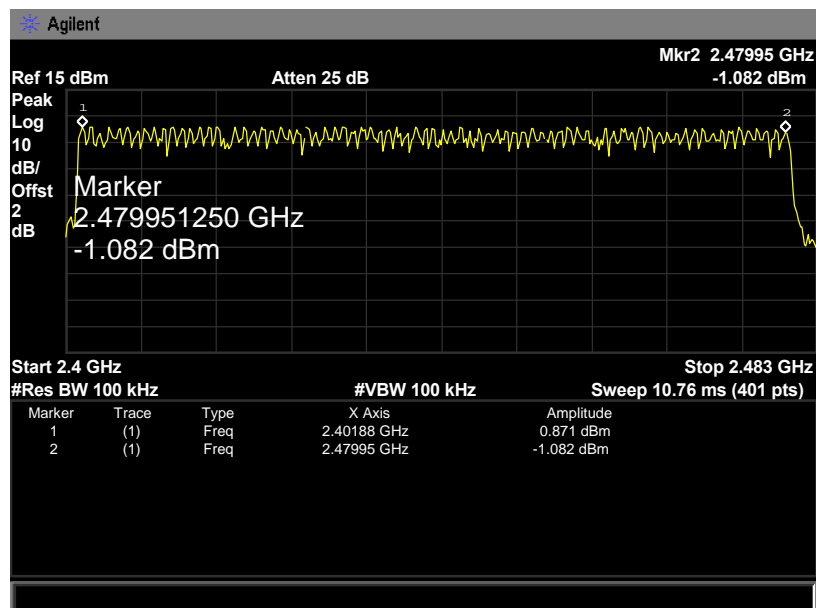 Agilent
Mkr2 2.47995 GHz
Ref 15 dBm Atten 25 dB -1.082 dBm
Peak
Log
10
dB/
Offst
2
dB
1
2
Marker
2.479951250 GHz
-1.082 dBm
Start 2.4 GHz Stop 2.483 GHz
#Res BW 100 kHz #VBW 100 kHz Sweep 10.76 ms (401 pts)
Marker Trace Type X Axis Amplitude
1 (1) Freq 2.40188 GHz 0.871 dBm
2 (1) Freq 2.47995 GHz -1.082 dBm